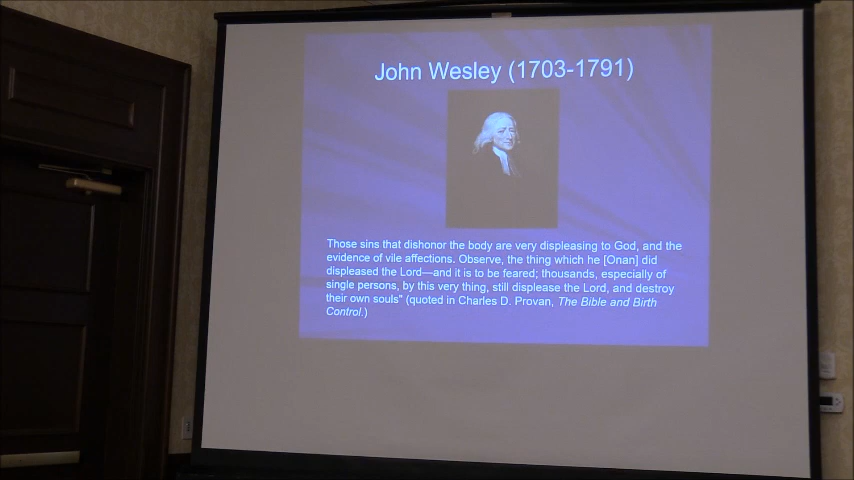 John Wesley (1703-1791)
Those sins that dishonor the body are very displeasing to God, and the
evidence of vile affections. Observe, the thing which he [Onan] did
displeased the Lord—and it is to be feared; thousands, especially of
single persons, by this very thing, still displease the Lord, and destroy
their own souls" (quoted in Charles D. Provan, The Bible and Birth
Control.)